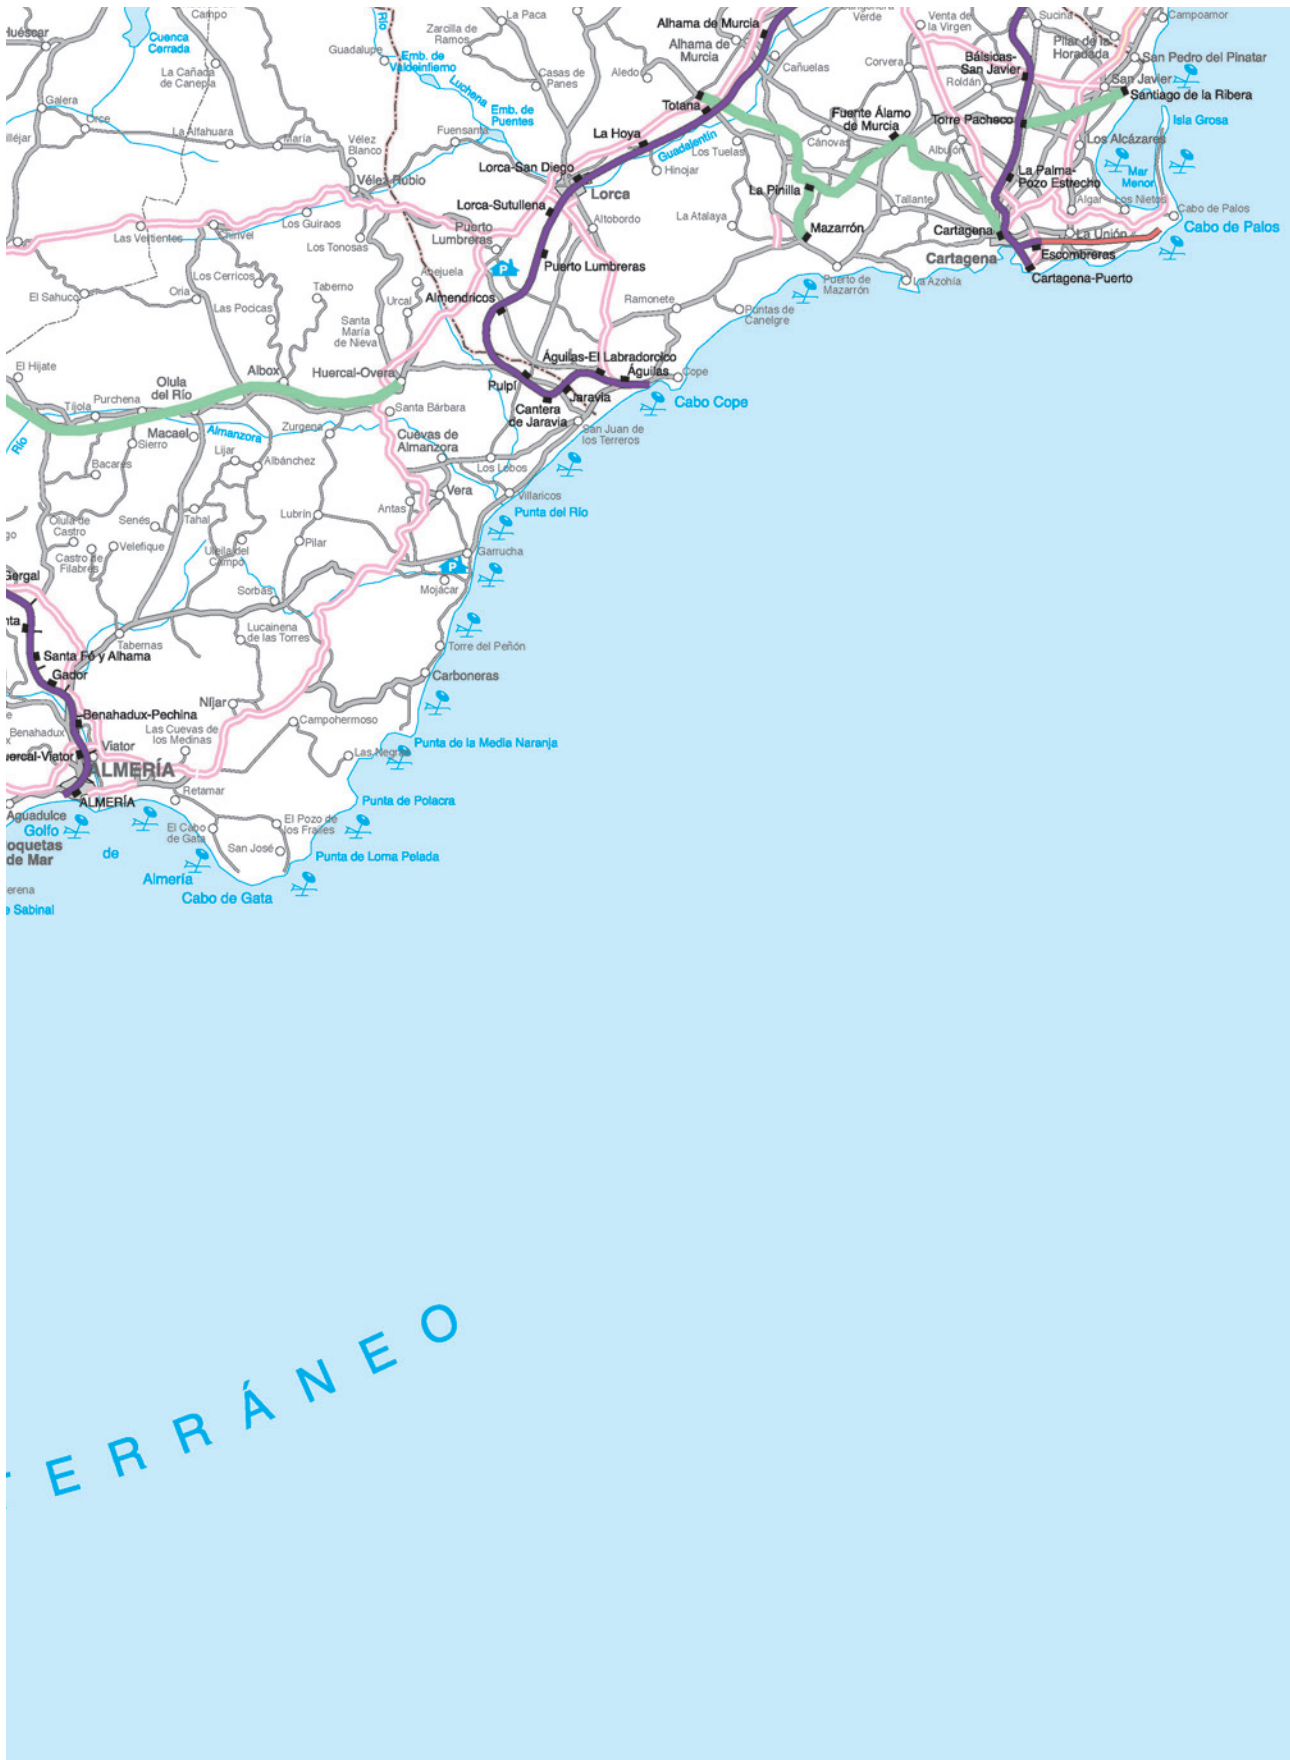 Campo
La Paca
Alhama de Murcia
Verde
Venta de
la Virgen
Sucina
Campoamor
Huéscar
Cuenca
Cerrada
Río
Zarcilla de
Ramos
Pilar de la
Horadada
Guadalupe
Emb. de
Valdeinfierno
Alhama de
Murcia
Cañuelas
Corvera
Balsicas-
San Javier
San Pedro del Pinatar
La Cañada
de Canepla
Casas de
Panes
Aledo
Roldán
San Javier
Luchena
Santiago de la Ribera
Galera
Emb. de
Puentes
Totana
Fuente Álamo
de Murcia
Torre Pacheco
Isla Grosa
Orce
La Alfahuara
María
Vélez
Blanco
Fuensanta
La Hoya
Guadalentín
Cánovas
Los Alcázares
Los Tuelas
Albujón
Lorca-San Diego
Hinojar
La Palma-
Pozo Estrecho
Mar
Menor
Vélez Rubio
Lorca
La Pinilla
Tallante
Algar
Los Nietos
Lorca-Sutullena
Altobordo
La Atalaya
Mazarrón
Cartagena
La Unión
Cabo de Palos
Cabo de Palos
Las Vertientes
Chirivel
Los Guiraos
Los Tonosas
Puerto
Lumbreras
Puerto Lumbreras
Cartagena
Escombreras
Cartagena-Puerto
Los Cerricos
P
Puerto de
Mazarrón
La Azohía
El Sahuco
Oria
Las Pocicas
Taberno
Urcal
Almendricos
Ramonete
Puntas de
Canelgre
Santa
María
de Nieva
El Hijate
Albox
Huercal-Overa
Águilas-El Labradorcico
Águilas
Cope
Olula
del Río
Pulpí
Jaravia
Cabo Cope
Tíjola
Purchena
Santa Bárbara
Cantera
de Jaravia
San Juan de
los Terreros
Río
Macael
Almanzora
Zurgena
Cuevas de
Almanzora
Sierro
Bacares
Lijar
Albánchez
Los Lobos
Vera
Villaricos
Olula de
Castro
Senés
Tahal
Lubrín
Antas
Punta del Río
Castro de
Filabres
Velefique
Uleila del
Campo
Pilar
Garrucha
Gergal
P
Sorbas
Mojácar
Tabernas
Lucainena
de las Torres
Torre del Peñón
Santa Fé y Alhama
Gador
Carboneras
Níjar
Benahadux-Pechina
Campohermoso
Benahadux
Las Cuevas de
los Medinas
Punta de la Media Naranja
Viator
Las Negras
ALMERÍA
ALMERÍA
Retamar
Punta de Polacra
Aguadulce
Golfo
de
Almería
El Cabo
de Gata
El Pozo de
los Frailes
San José
Punta de Loma Pelada
de Mar
Cabo de Gata
Sabinal
ERRÁNEO